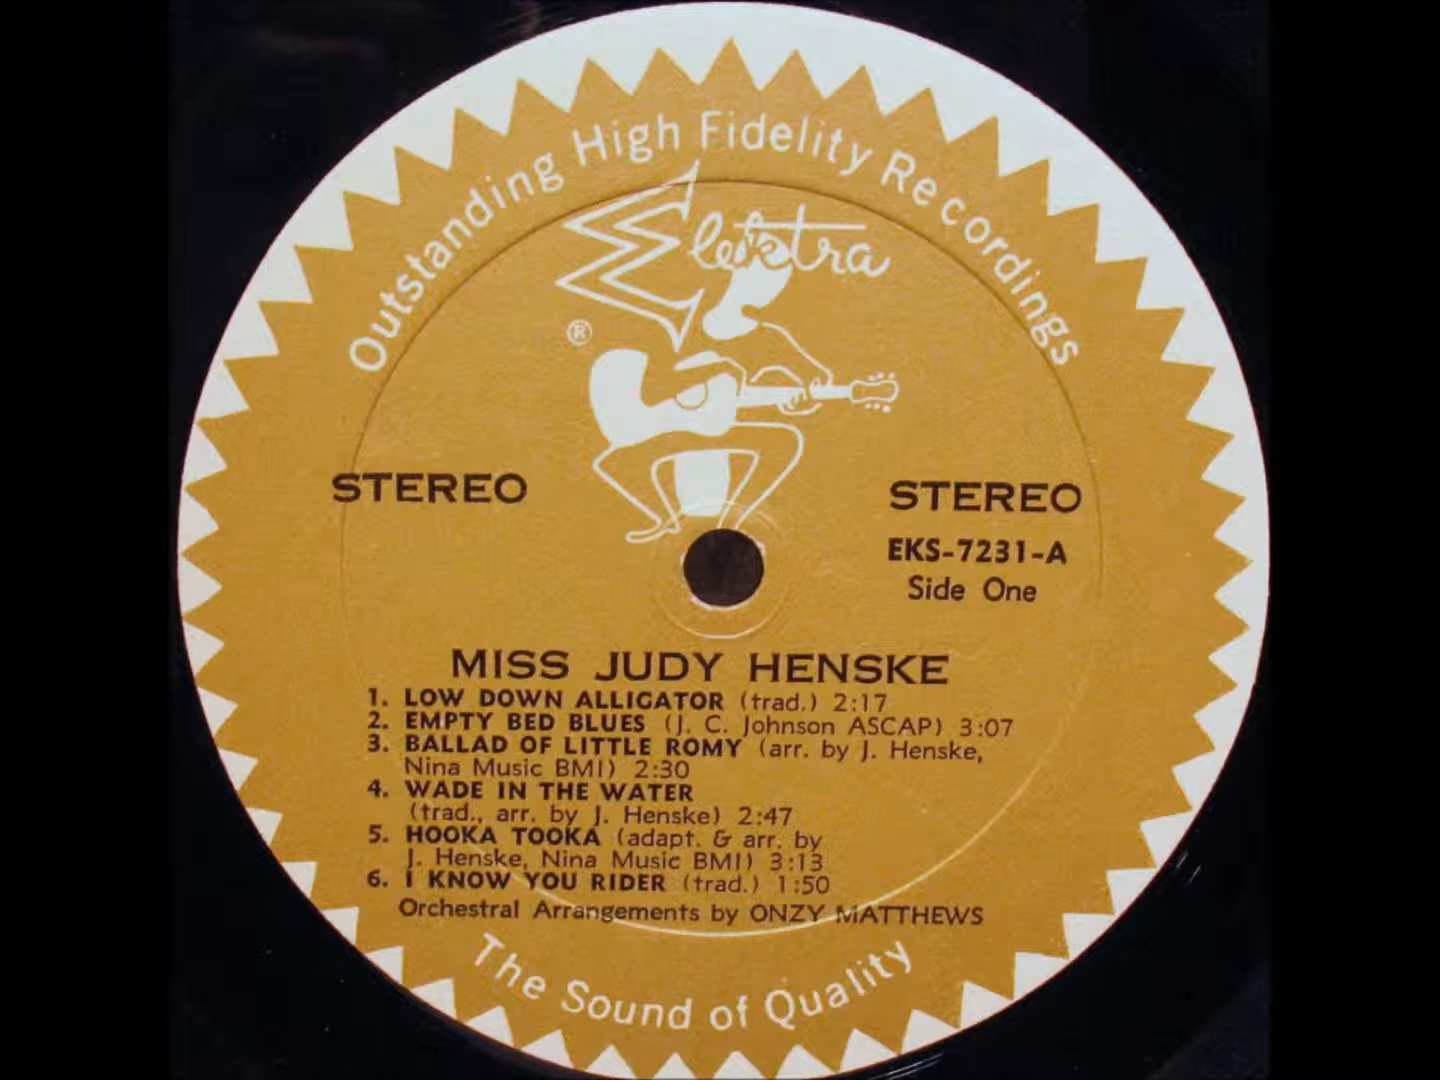 Outstanding High Fidelity Recordings
Elektra
®
STEREO
STEREO
EKS-7231-A
Side One
MISS JUDY HENSKE
1. LOW DOWN ALLIGATOR (trad.) 2:17
2. EMPTY BED BLUES (J. C. Johnson ASCAP) 3:07
3. BALLAD OF LITTLE ROMY (arr. by J. Henske,
Nina Music BMI) 2:30
4. WADE IN THE WATER
(trad., arr. by J. Henske) 2:47
5. HOOKA TOOKA (adapt. & arr. by
J. Henske, Nina Music BMI) 3:13
6. I KNOW YOU RIDER (trad.) 1:50
Orchestral Arrangements by ONZY MATTHEWS
The Sound of Quality